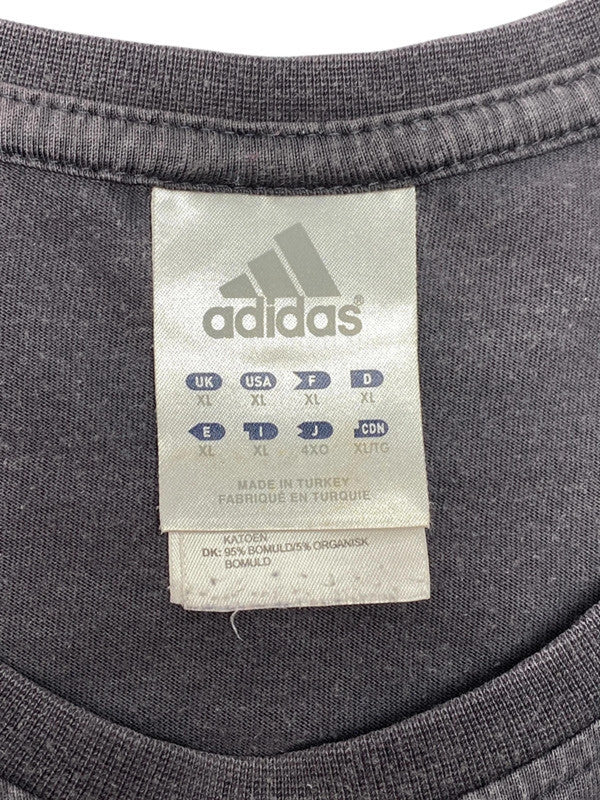 adidas®
UK USA F D
XL XL XL XL
E I J CDN
XL XL 4XO XL/TG
MADE IN TURKEY
FABRIQUÉ EN TURQUIE
KATOEN
DK: 95% BOMULD/5% ORGANISK
BOMULD